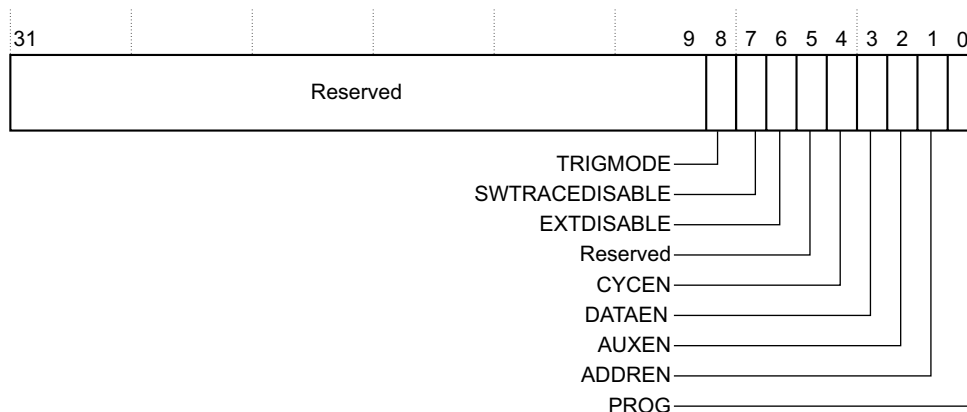 31 9 8 7 6 5 4 3 2 1 0
Reserved
TRIGMODE
SWTRACEDISABLE
EXTDISABLE
Reserved
CYCEN
DATAEN
AUXEN
ADDREN
PROG